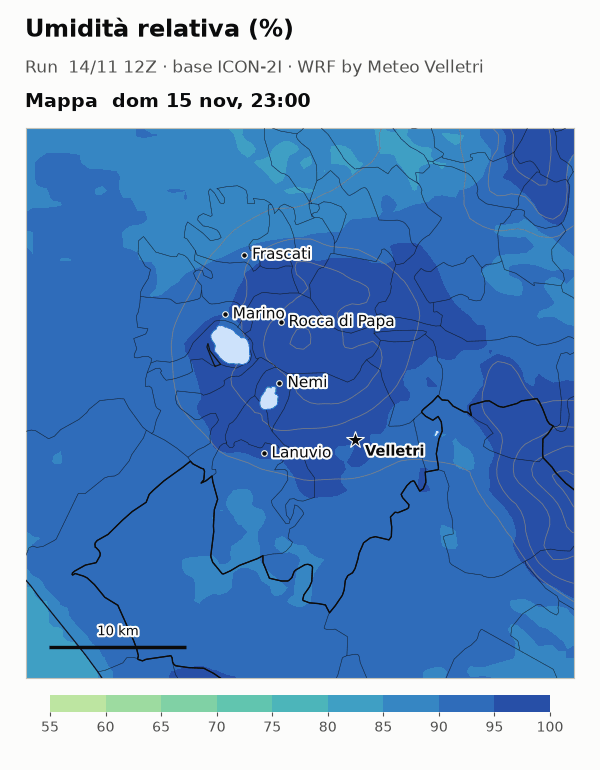 Umidità relativa (%)
Run  14/11 12Z · base ICON-2I · WRF by Meteo Velletri
Mappa  dom 15 nov, 23:00
Frascati
Marino
Rocca di Papa
Nemi
Velletri
Lanuvio
10 km
55 60 65 70 75 80 85 90 95 100